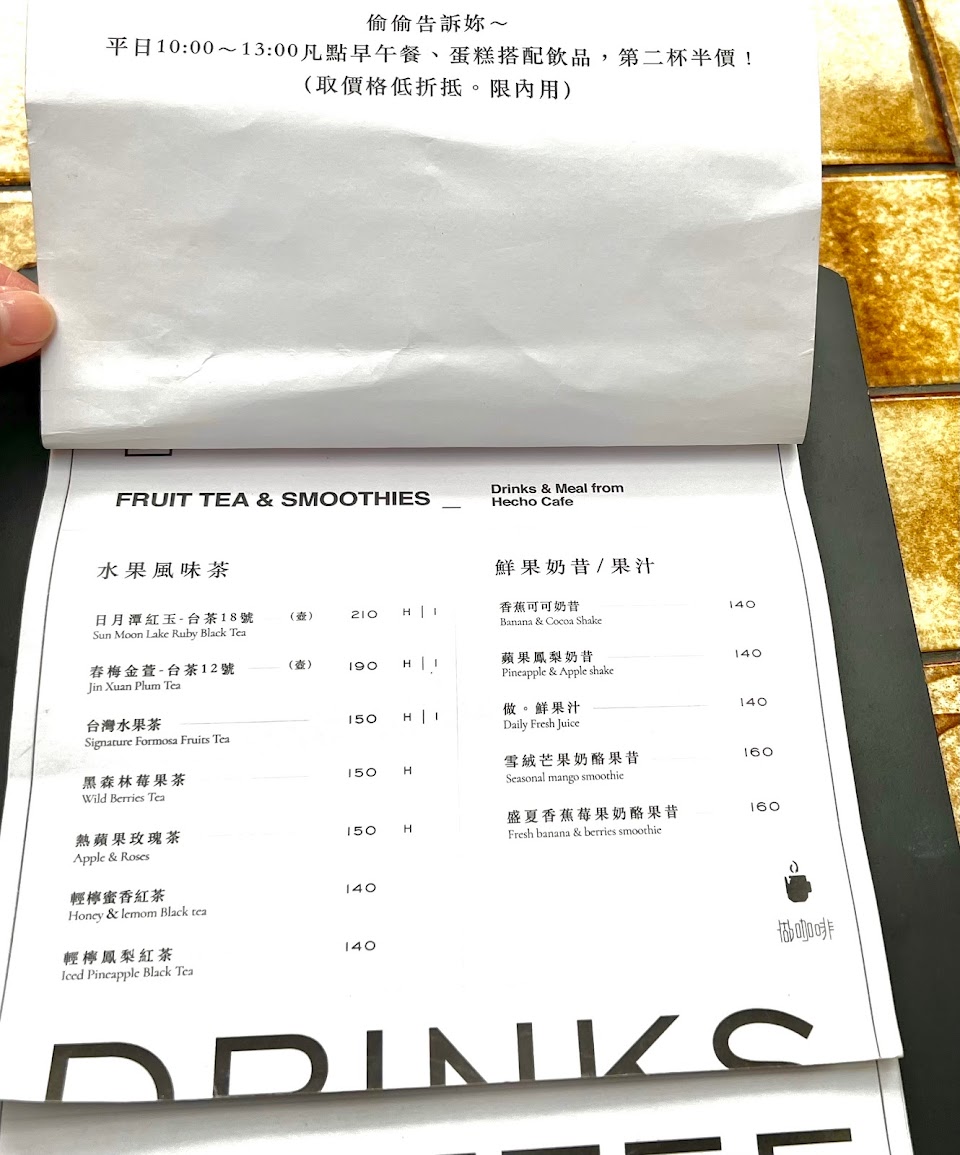 偷偷告訴妳～
平日10:00～13:00凡點早午餐、蛋糕搭配飲品，第二杯半價！
(取價格低折抵。限內用)
FRUIT TEA & SMOOTHIES _
Drinks & Meal from
Hecho Cafe
水果風味茶
日月潭紅玉-台茶18號 (壺) 210 H | I
Sun Moon Lake Ruby Black Tea
春梅金萱-台茶12號 (壺) 190 H | I
Jin Xuan Plum Tea
台灣水果茶 150 H | I
Signature Formosa Fruits Tea
黑森林莓果茶 150 H
Wild Berries Tea
熱蘋果玫瑰茶 150 H
Apple & Roses
輕檸蜜香紅茶 140
Honey & lemom Black tea
輕檸鳳梨紅茶 140
Iced Pineapple Black Tea
鮮果奶昔/果汁
香蕉可可奶昔 140
Banana & Cocoa Shake
蘋果鳳梨奶昔 140
Pineapple & Apple shake
做。鮮果汁 140
Daily Fresh Juice
雪絨芒果奶酪果昔 160
Seasonal mango smoothie
盛夏香蕉莓果奶酪果昔 160
Fresh banana & berries smoothie
做咖啡
DRINKS